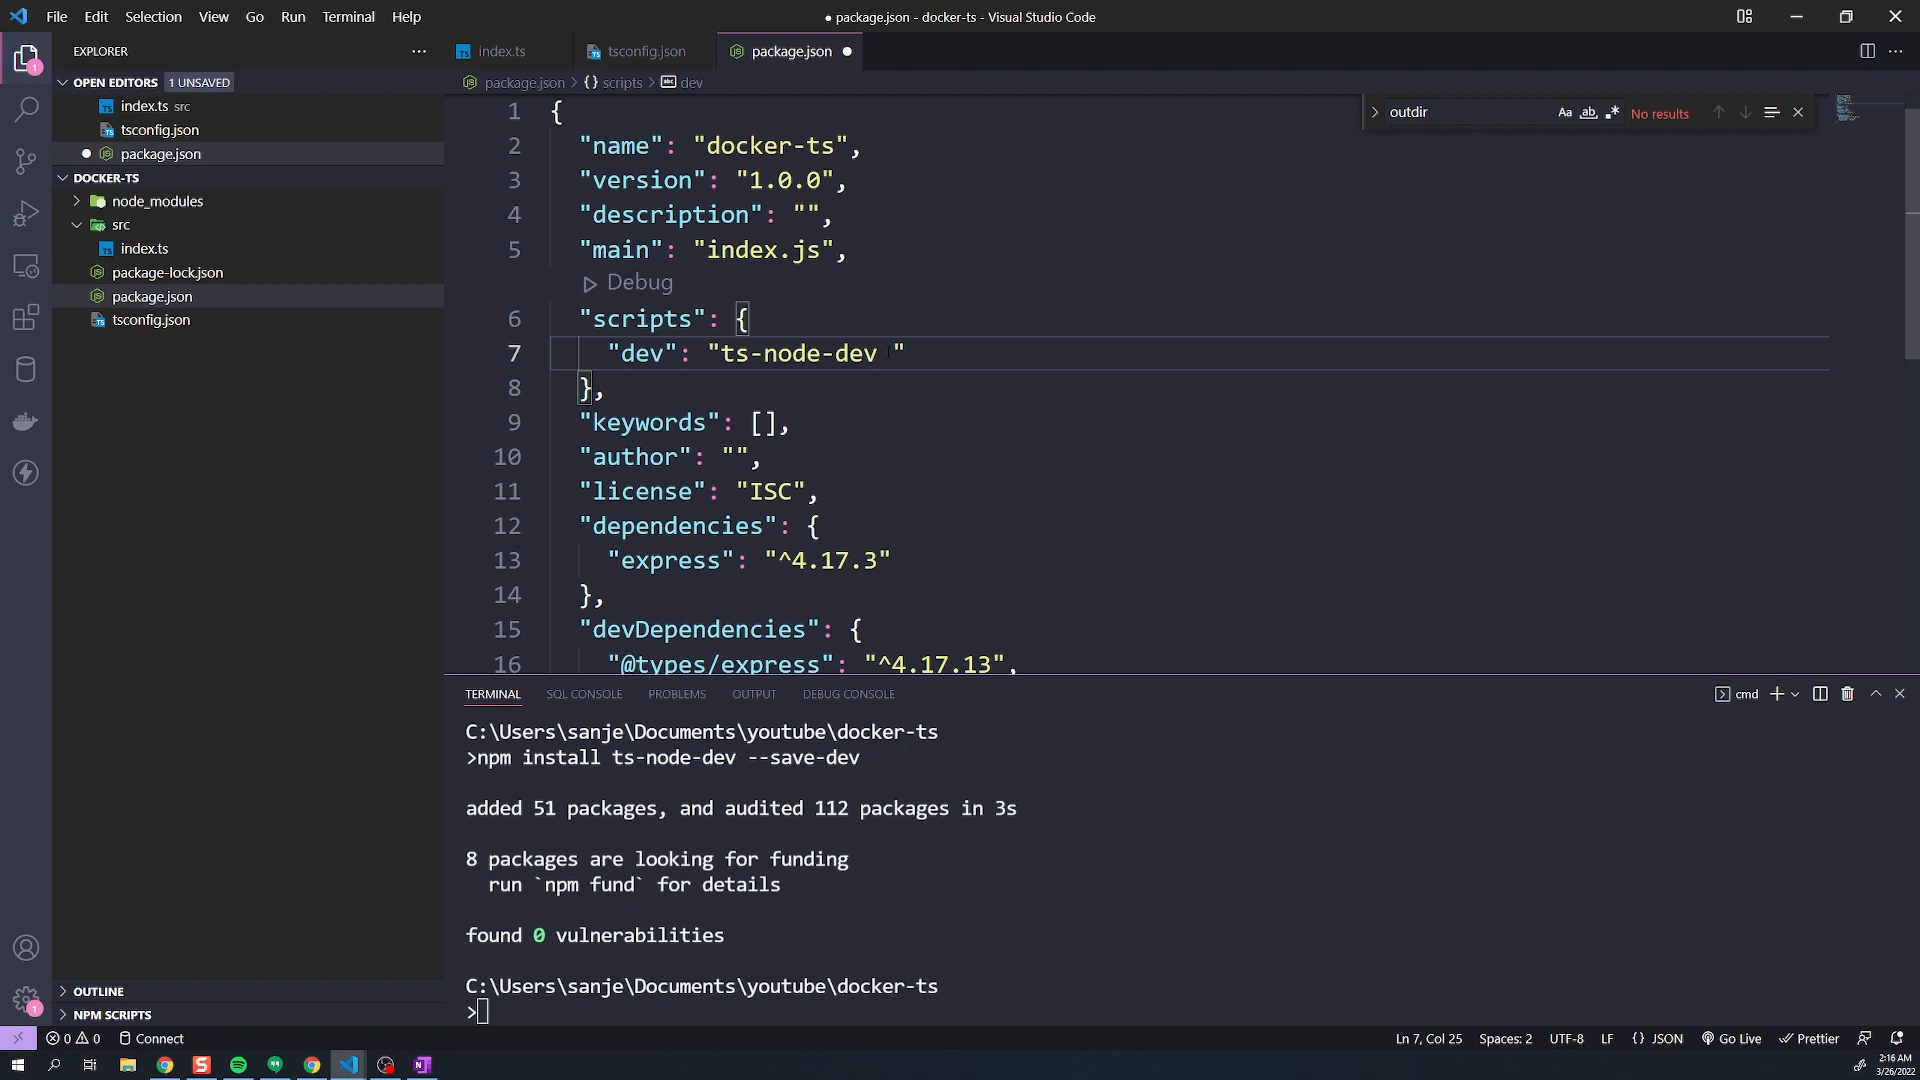 File Edit Selection View Go Run Terminal Help
● package.json - docker-ts - Visual Studio Code
EXPLORER
index.ts
tsconfig.json
package.json
OPEN EDITORS 1 UNSAVED
index.ts src
tsconfig.json
package.json
DOCKER-TS
node_modules
src
index.ts
package-lock.json
package.json
tsconfig.json
OUTLINE
NPM SCRIPTS
package.json > {} scripts > dev
outdir
Aa ab .* No results
1 {
2 "name": "docker-ts",
3 "version": "1.0.0",
4 "description": "",
5 "main": "index.js",
Debug
6 "scripts": {
7 "dev": "ts-node-dev "
8 },
9 "keywords": [],
10 "author": "",
11 "license": "ISC",
12 "dependencies": {
13 "express": "^4.17.3"
14 },
15 "devDependencies": {
16 "@types/express": "^4.17.13",
TERMINAL SQL CONSOLE PROBLEMS OUTPUT DEBUG CONSOLE
cmd
C:\Users\sanje\Documents\youtube\docker-ts
>npm install ts-node-dev --save-dev
added 51 packages, and audited 112 packages in 3s
8 packages are looking for funding
run `npm fund` for details
found 0 vulnerabilities
C:\Users\sanje\Documents\youtube\docker-ts
>
0 0 Connect
Ln 7, Col 25 Spaces: 2 UTF-8 LF {} JSON Go Live Prettier
2:16 AM
3/26/2022